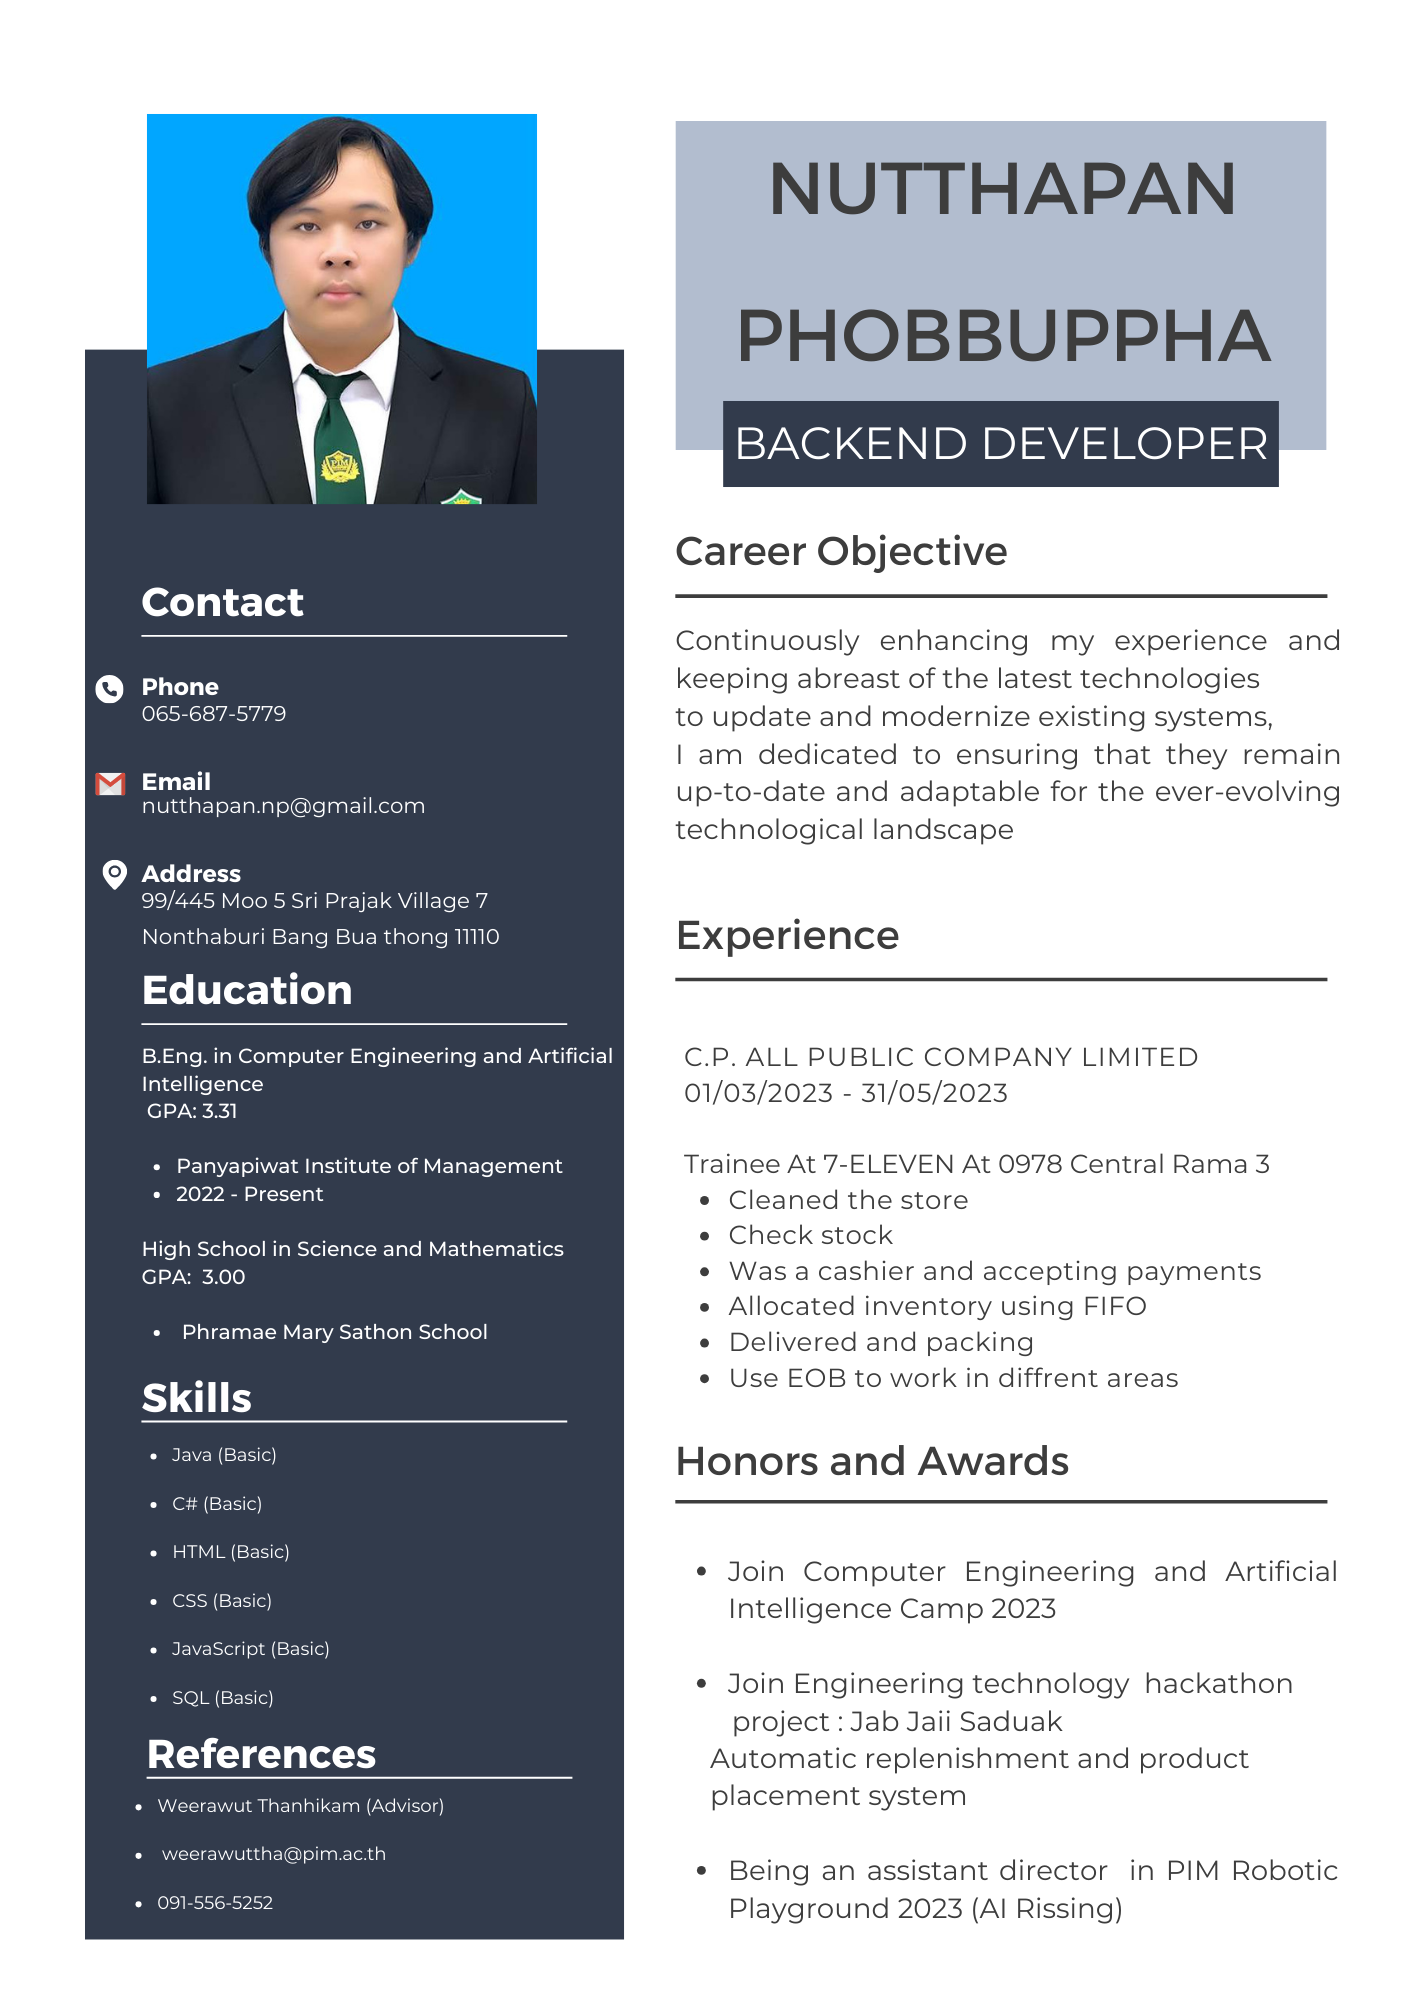 NUTTHAPAN
PHOBBUPPHA
BACKEND DEVELOPER
Contact
Phone
065-687-5779
Email
nutthapan.np@gmail.com
Address
99/445 Moo 5 Sri Prajak Village 7
Nonthaburi Bang Bua thong 11110
Education
B.Eng. in Computer Engineering and Artificial
Intelligence
GPA: 3.31
• Panyapiwat Institute of Management
• 2022 - Present
High School in Science and Mathematics
GPA: 3.00
• Phramae Mary Sathon School
Skills
• Java (Basic)
• C# (Basic)
• HTML (Basic)
• CSS (Basic)
• JavaScript (Basic)
• SQL (Basic)
References
• Weerawut Thanhikam (Advisor)
• weerawuttha@pim.ac.th
• 091-556-5252
Career Objective
Continuously enhancing my experience and
keeping abreast of the latest technologies
to update and modernize existing systems,
I am dedicated to ensuring that they remain
up-to-date and adaptable for the ever-evolving
technological landscape
Experience
C.P. ALL PUBLIC COMPANY LIMITED
01/03/2023 - 31/05/2023
Trainee At 7-ELEVEN At 0978 Central Rama 3
• Cleaned the store
• Check stock
• Was a cashier and accepting payments
• Allocated inventory using FIFO
• Delivered and packing
• Use EOB to work in diffrent areas
Honors and Awards
• Join Computer Engineering and Artificial
Intelligence Camp 2023
• Join Engineering technology hackathon
project : Jab Jaii Saduak
Automatic replenishment and product
placement system
• Being an assistant director in PIM Robotic
Playground 2023 (AI Rissing)
PIM